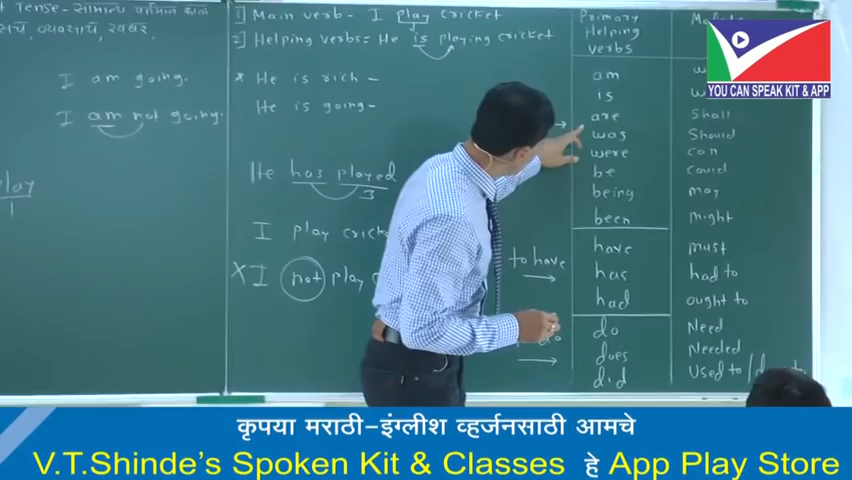 Tense-सामान्य वर्तमान काळ
व्यवसाय, खबर.
I am going.
I am not going.
play
1
1] Main verb- I play cricket
2] Helping verbs= He is playing cricket
* He is rich -
He is going-
He has played
3
I play
X I not play
to have
Primary
Helping
verbs
am
is
are
was
were
be
being
been
have
has
had
do
does
did
Shall
Should
can
could
may
might
must
had to
ought to
Need
Needed
Used to/
YOU CAN SPEAK KIT & APP
कृपया मराठी-इंग्लीश व्हर्जनसाठी आमचे
V.T.Shinde's Spoken Kit & Classes हे App Play Store